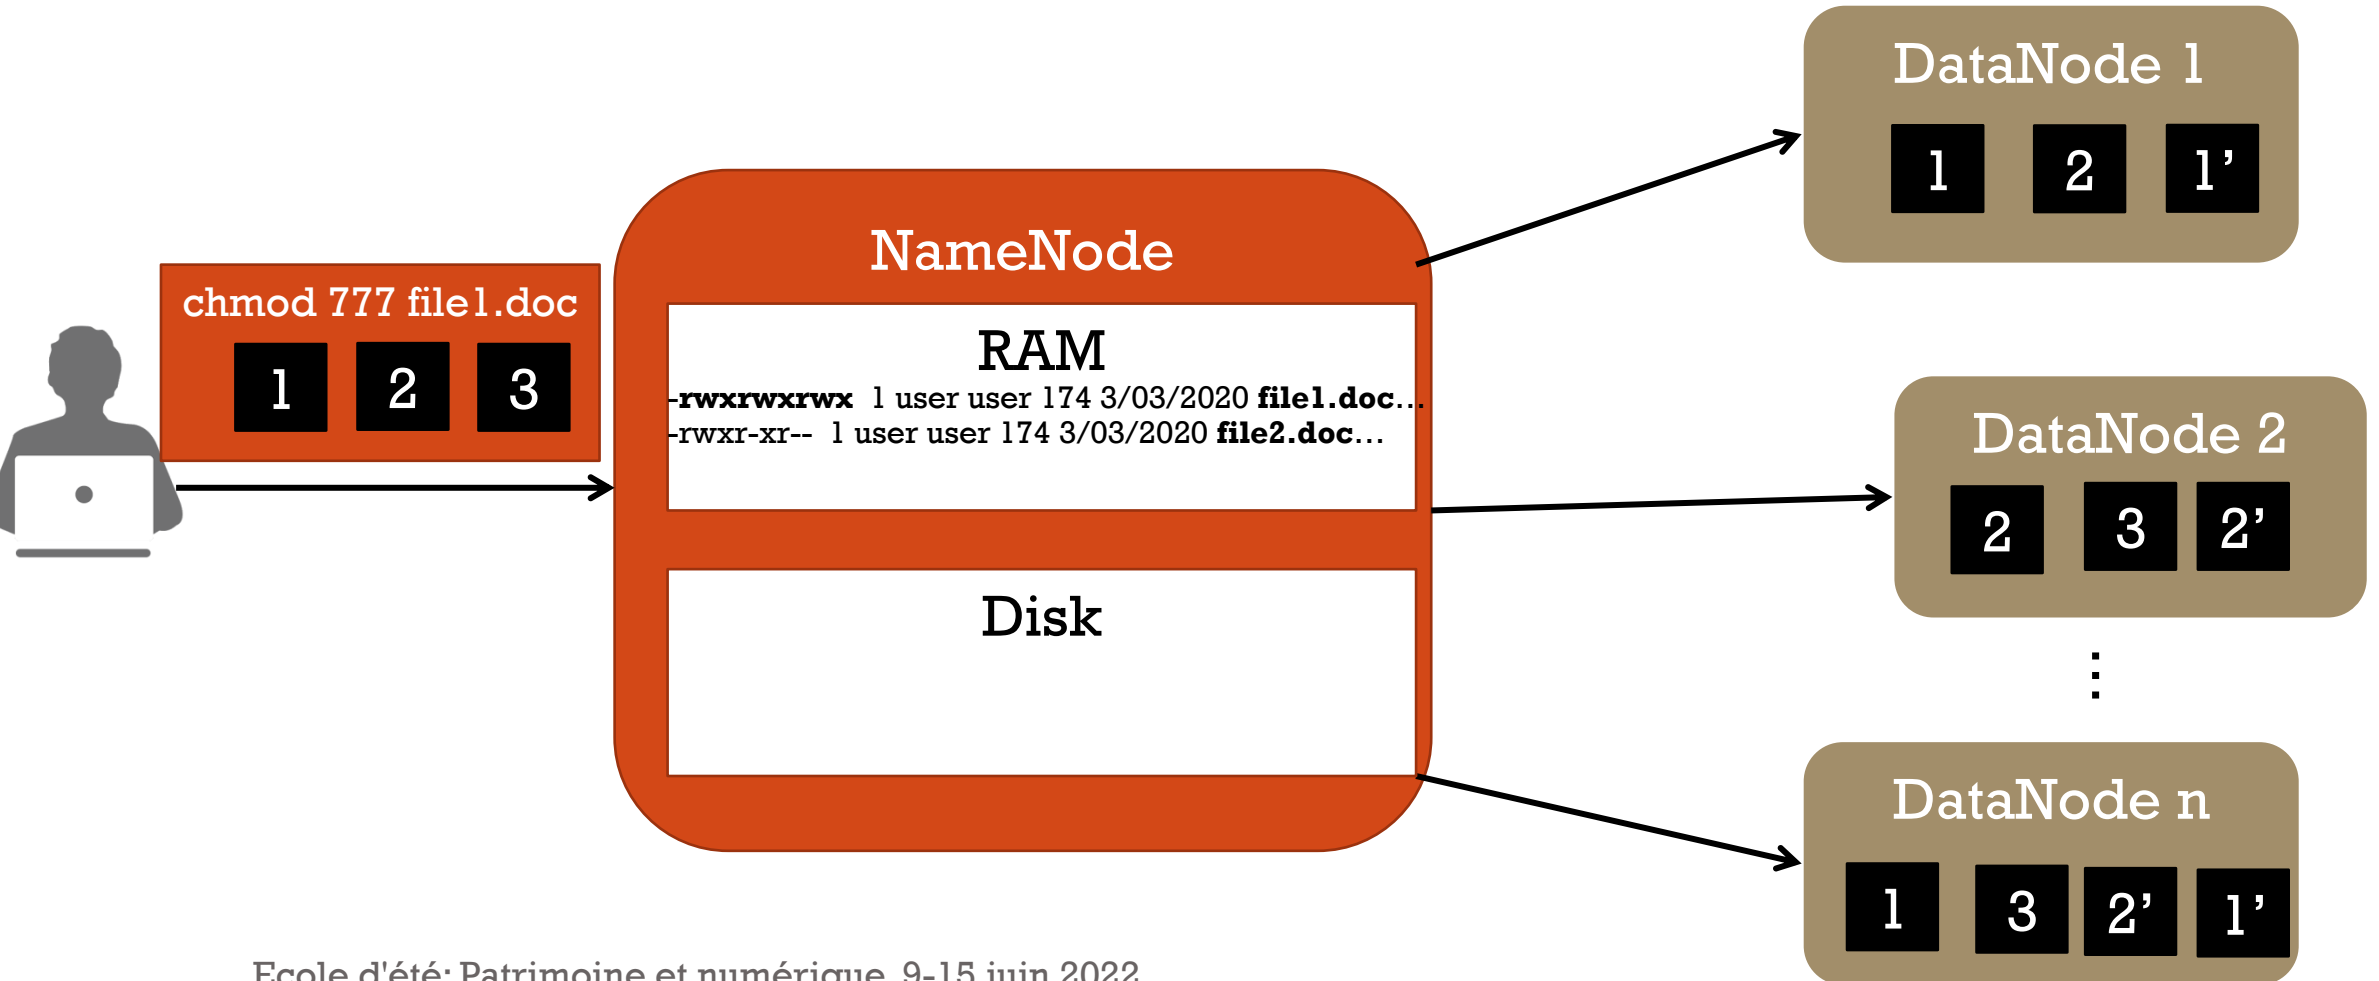 chmod 777 file1.doc
1 2 3
NameNode
RAM
-rwxrwxrwx 1 user user 174 3/03/2020 file1.doc…
-rwxr-xr-- 1 user user 174 3/03/2020 file2.doc…
Disk
DataNode 1
1 2 1’
DataNode 2
2 3 2’
…
DataNode n
1 3 2’ 1’
Ecole d'été: Patrimoine et numérique, 9-15 juin 2022